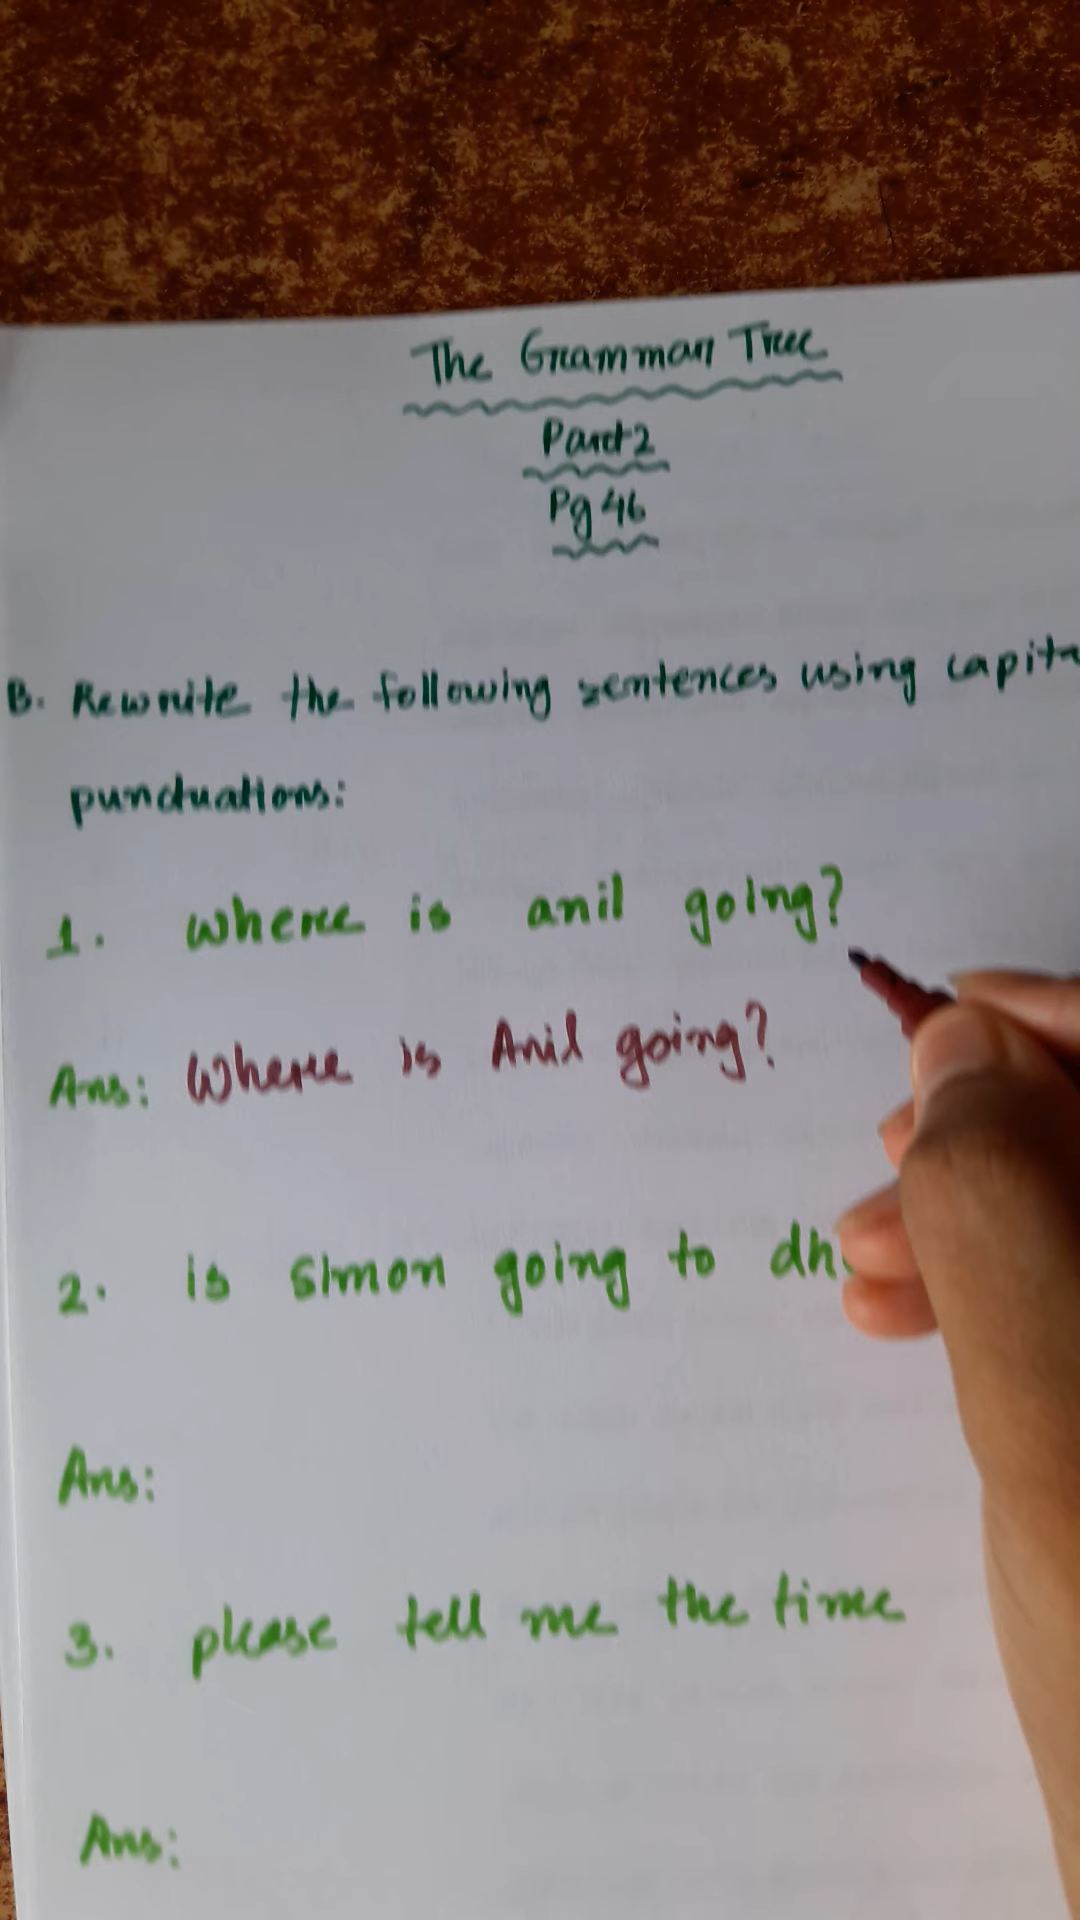 The Grammar Tree
Part 2
Pg 46
B. Rewrite the following sentences using
punctuations:
1. where is anil going?
Ans: Where is Anil going?
2. is simon going to
Ans:
3. please tell me the time
Ans: